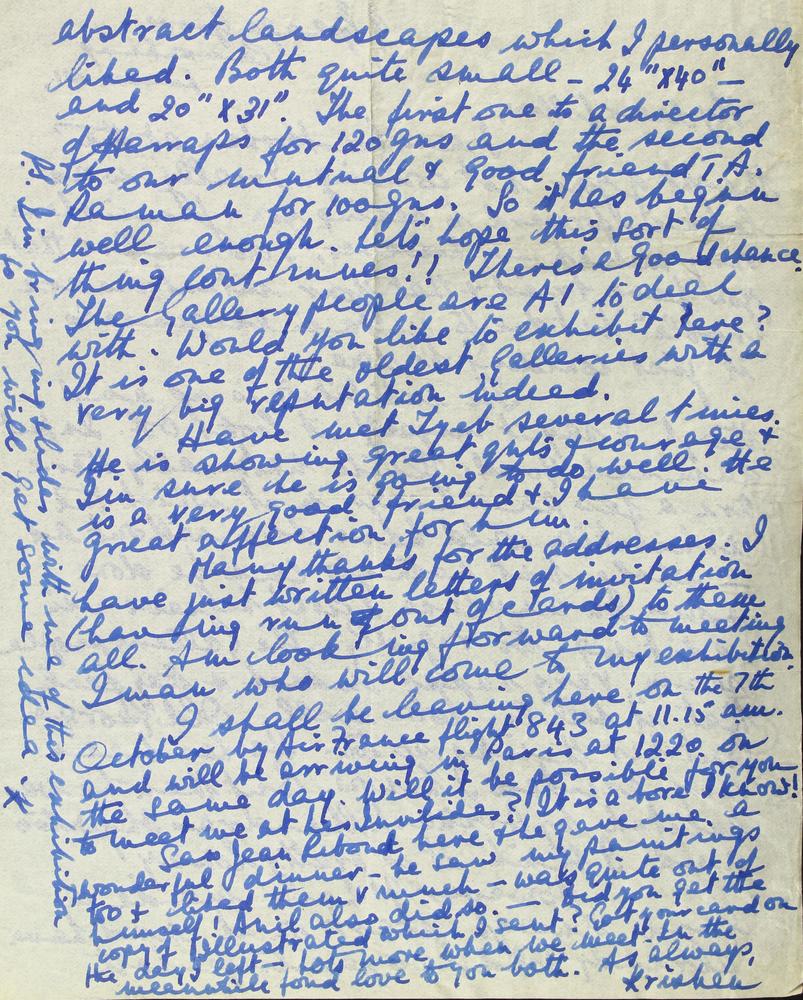 abstract landscapes which I personally
liked. Both quite small – 24"x40" –
and 20" x 31". The first one to a director
of Harraps for 120 gns and the second
to our mutual & good friend T.A.
Raman for 100 gns. So it has begun
well enough. Let's hope this sort of
thing continues!! There's a good chance.
The Gallery people are A1 to deal
with. Would you like to exhibit here?
It is one of the oldest Galleries with a
very big reputation indeed.
Have met Tyeb several times.
He is showing great guts & courage &
I'm sure he is going to do well. He
is a very good friend & I have
great affection for him.
Many thanks for the addresses. I
have just written letters of invitation
(having run out of cards) to them
all. Am looking forward to meeting
Iman who will come to my exhibition.
I shall be leaving here on the 7th
October by Air France flight 843 at 11.15 am.
and will be arriving in Paris at 1220 on
the same day. Will it be possible for you
to meet me at Les Invalides? It is a bore I know!
Saw Jean Riboud here & he gave me a
wonderful dinner – he saw my paintings
too & liked them v much – was quite out of
himself! Anil also did so. – Did you get the
copy of illustrated which I sent? Got your card on
the day I left – Lots more when we meet. In the
meanwhile fond love to you both. As always,
Krishen
P.S. I'm bringing slides with me of this exhibition
so you will get some idea. x